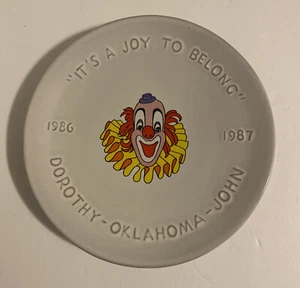 "IT'S A JOY TO BELONG"
1986 1987
DOROTHY-OKLAHOMA-JOHN